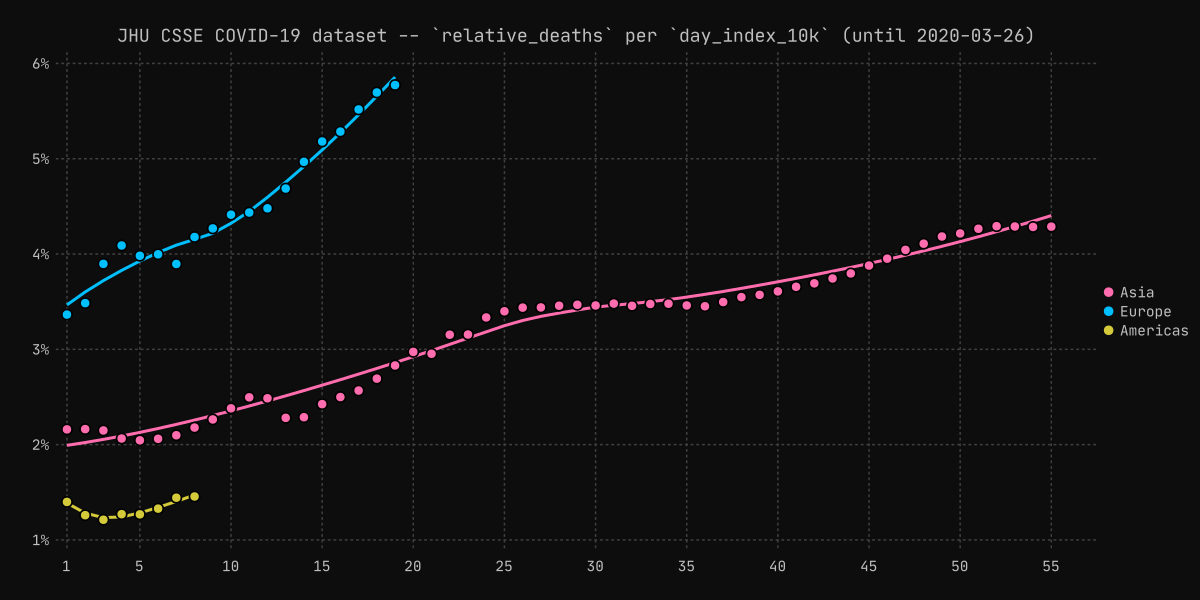 JHU CSSE COVID-19 dataset -- `relative_deaths` per `day_index_10k` (until 2020-03-26)
6%
5%
4%
3%
2%
1%
1 5 10 15 20 25 30 35 40 45 50 55
Asia
Europe
Americas